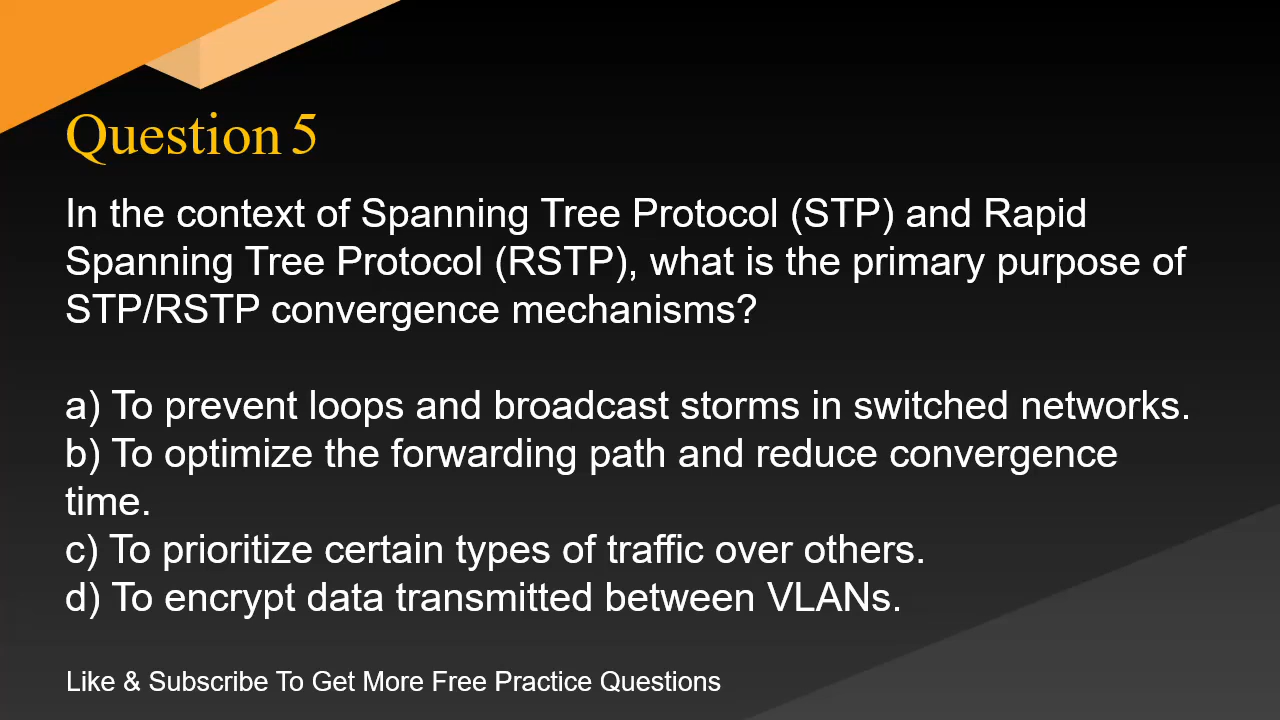 Question 5
In the context of Spanning Tree Protocol (STP) and Rapid
Spanning Tree Protocol (RSTP), what is the primary purpose of
STP/RSTP convergence mechanisms?
a) To prevent loops and broadcast storms in switched networks.
b) To optimize the forwarding path and reduce convergence
time.
c) To prioritize certain types of traffic over others.
d) To encrypt data transmitted between VLANs.
Like & Subscribe To Get More Free Practice Questions